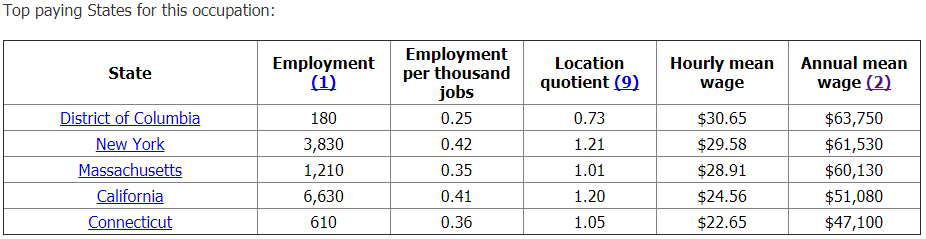 Top paying States for this occupation:
State Employment (1) Employment per thousand jobs Location quotient (9) Hourly mean wage Annual mean wage (2)
District of Columbia 180 0.25 0.73 $30.65 $63,750
New York 3,830 0.42 1.21 $29.58 $61,530
Massachusetts 1,210 0.35 1.01 $28.91 $60,130
California 6,630 0.41 1.20 $24.56 $51,080
Connecticut 610 0.36 1.05 $22.65 $47,100